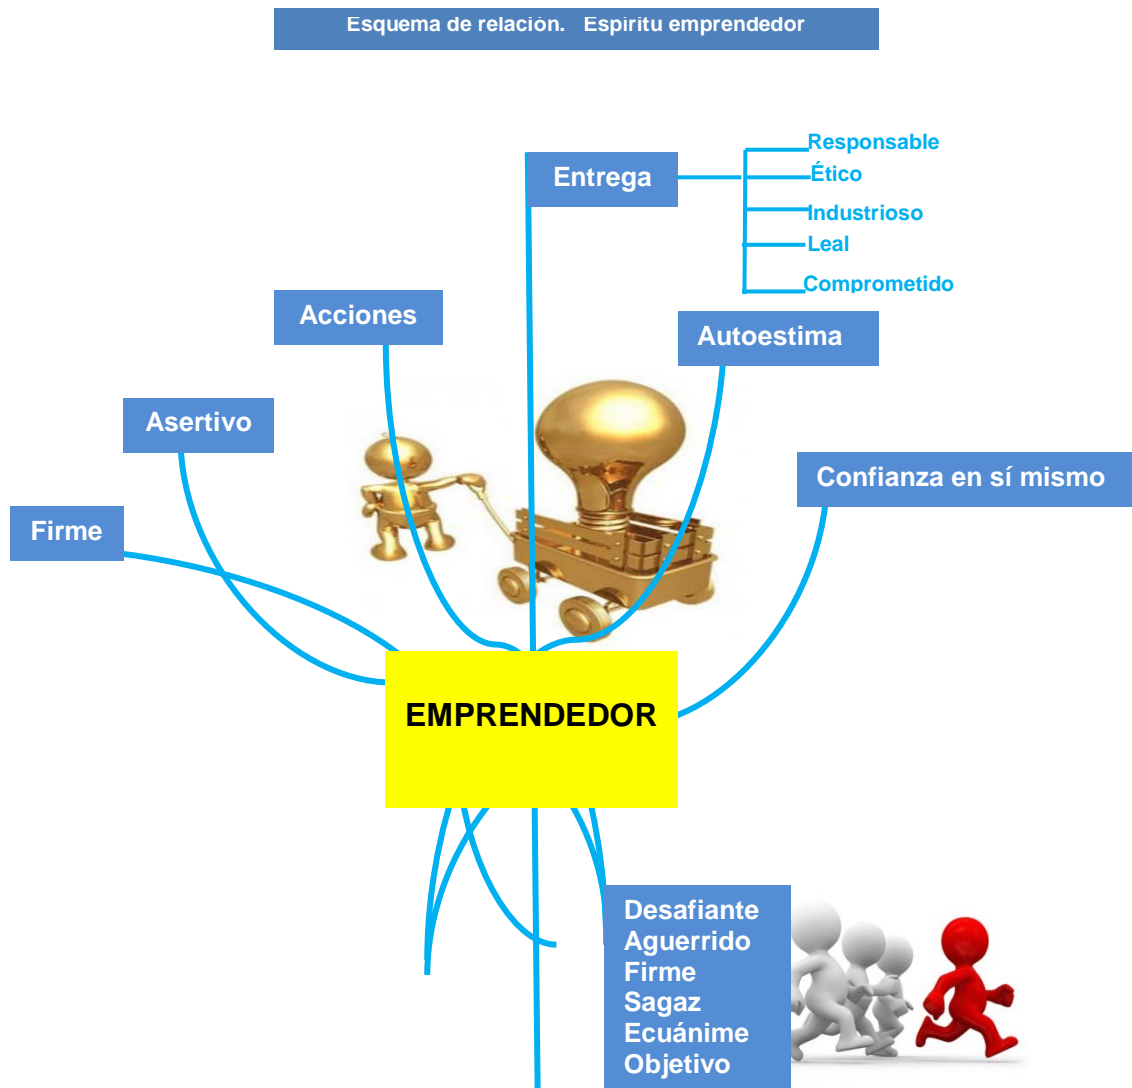 Esquema de relación. Espíritu emprendedor
Responsable
Entrega
Ético
Industrioso
Leal
Comprometido
Acciones
Autoestima
Asertivo
Confianza en sí mismo
Firme
EMPRENDEDOR
Desafiante
Aguerrido
Firme
Sagaz
Ecuánime
Objetivo